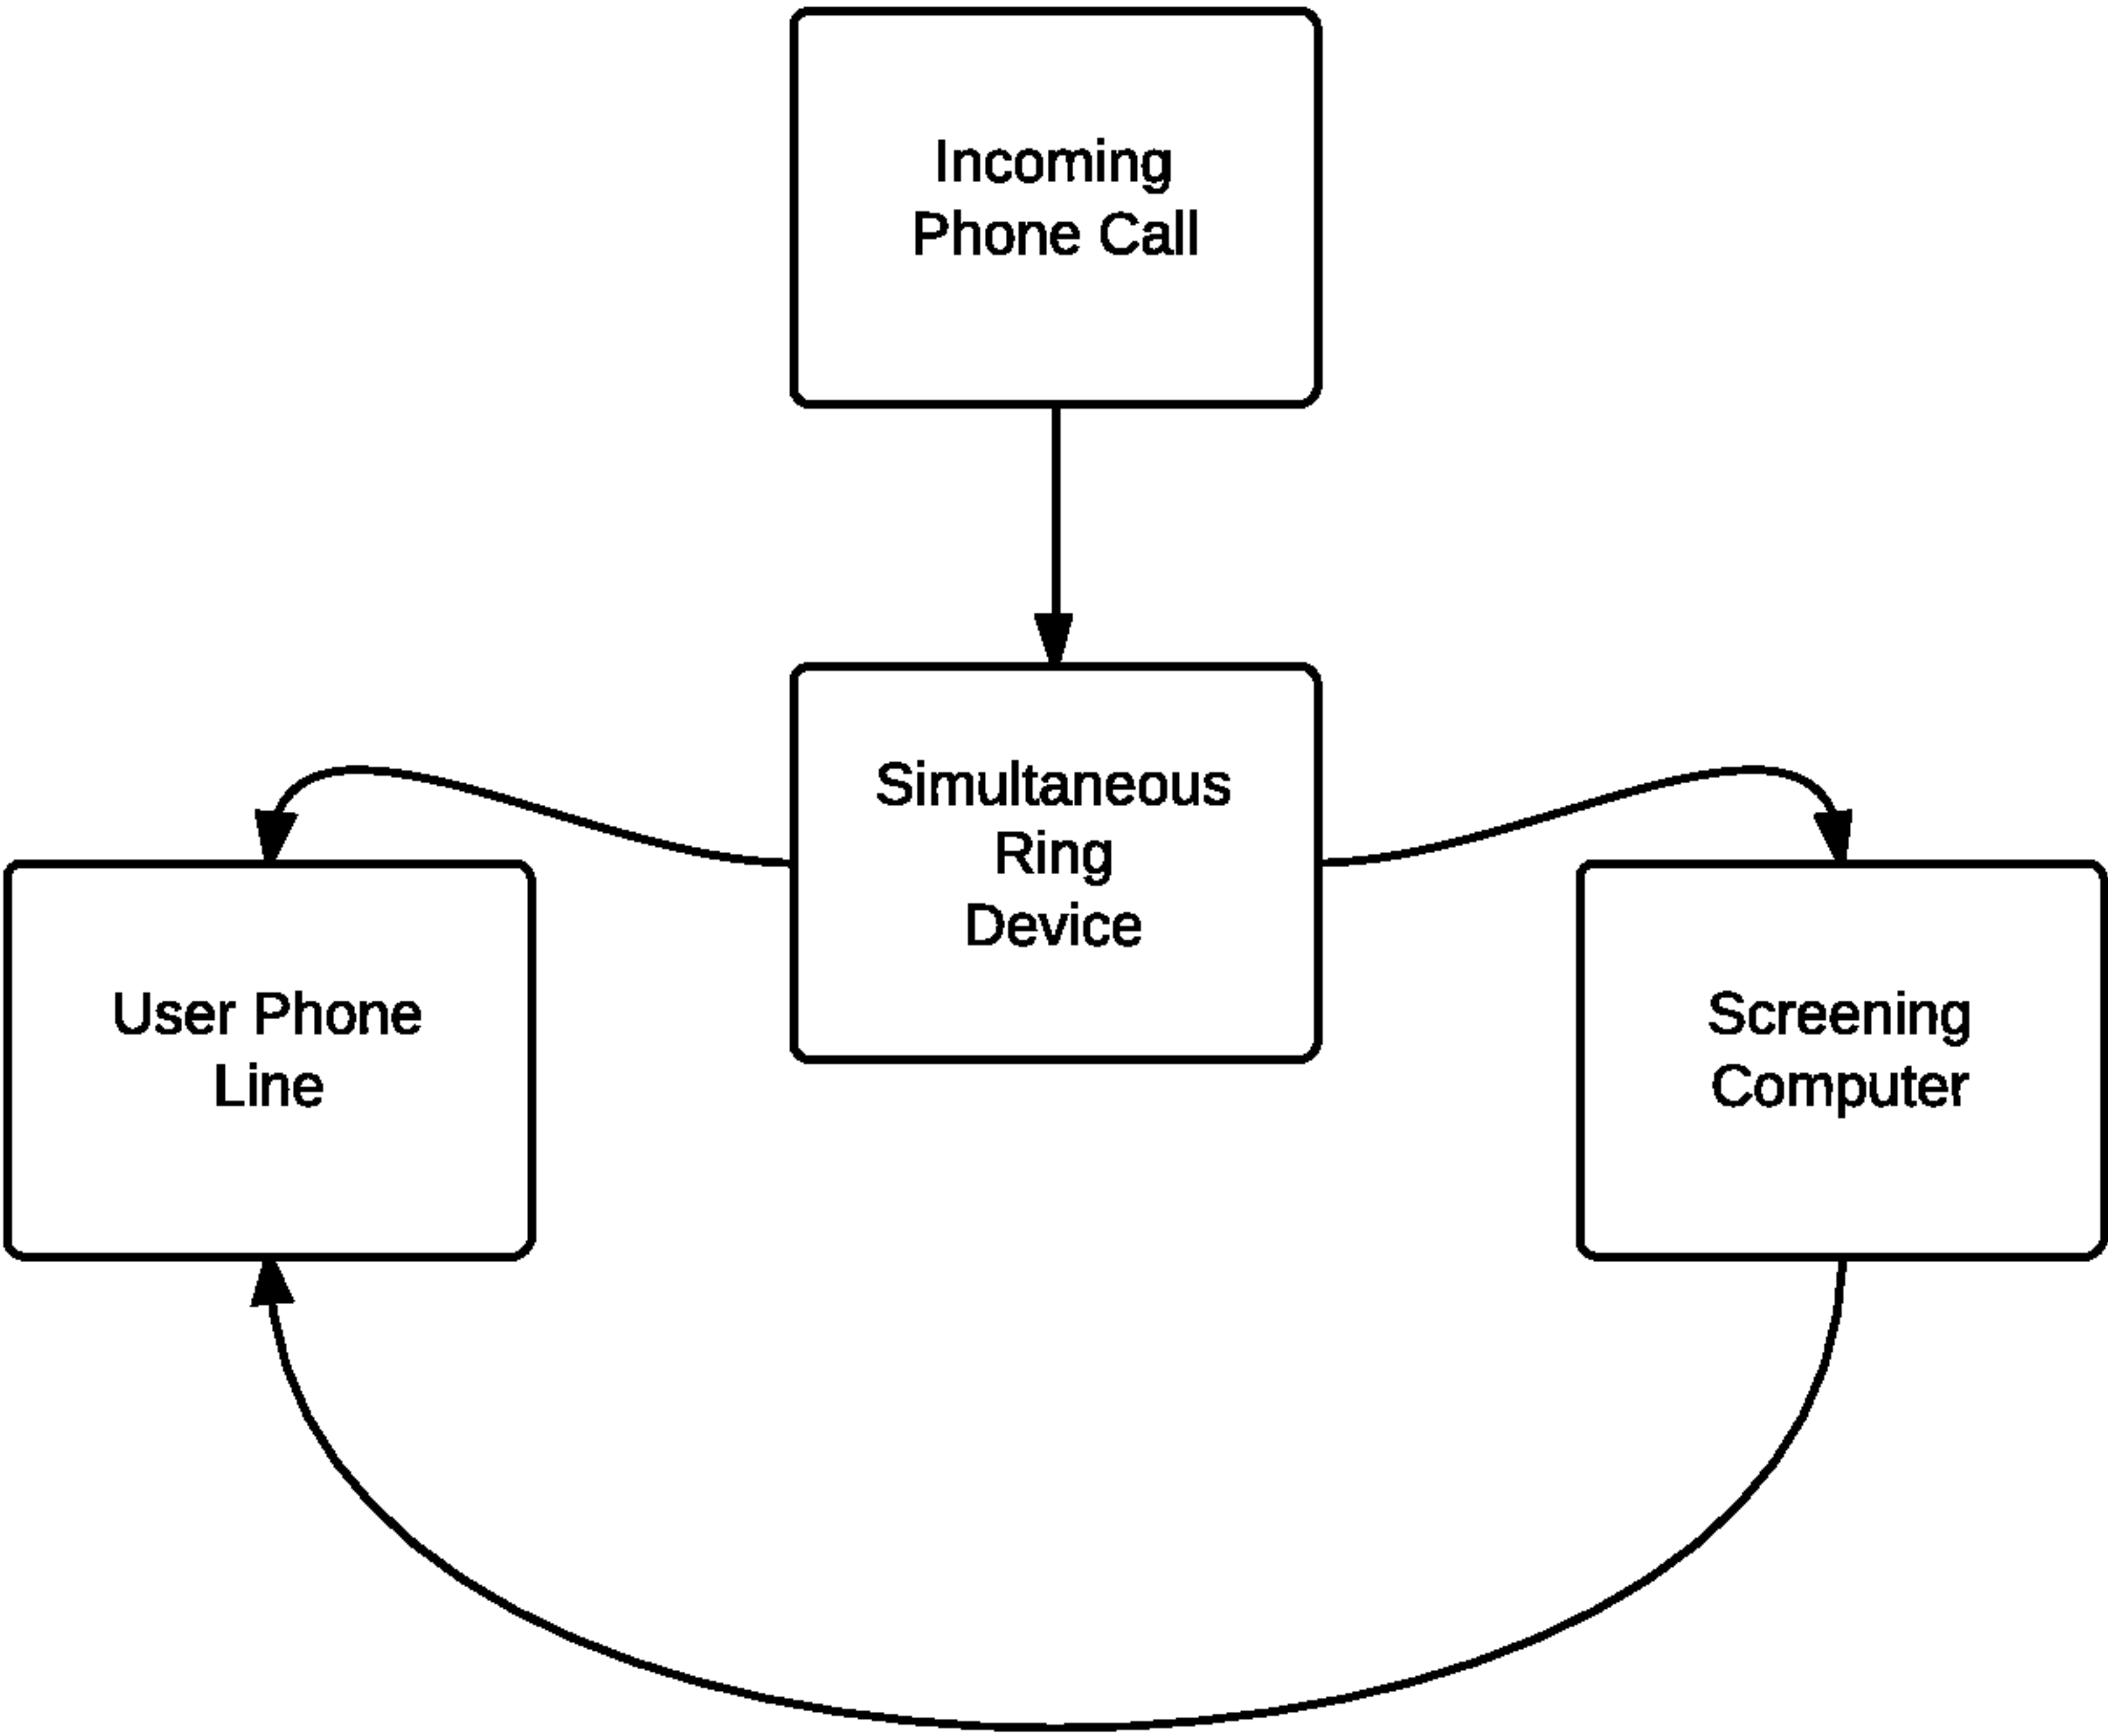 Incoming
Phone Call
Simultaneous
Ring
Device
User Phone
Line
Screening
Computer